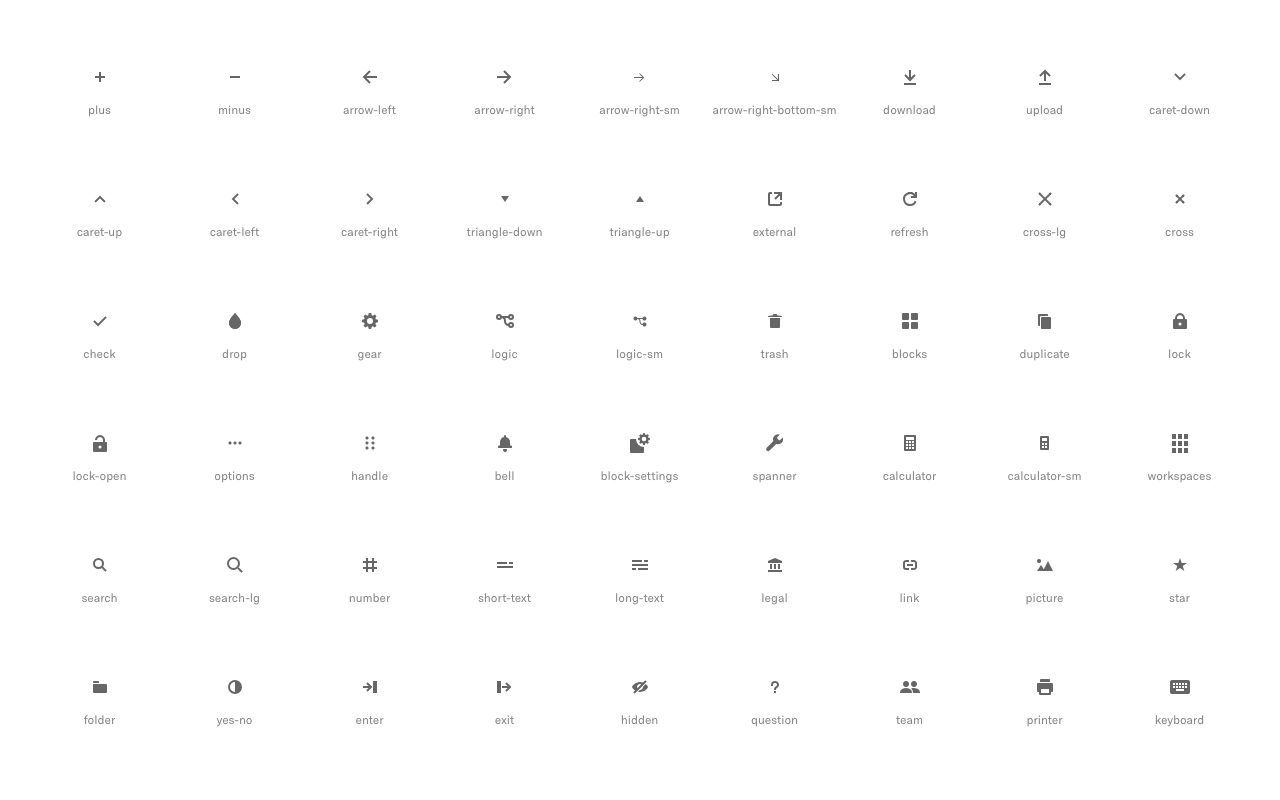 plus
minus
arrow-left
arrow-right
arrow-right-sm
arrow-right-bottom-sm
download
upload
caret-down
caret-up
caret-left
caret-right
triangle-down
triangle-up
external
refresh
cross-lg
cross
check
drop
gear
logic
logic-sm
trash
blocks
duplicate
lock
lock-open
options
handle
bell
block-settings
spanner
calculator
calculator-sm
workspaces
search
search-lg
number
short-text
long-text
legal
link
picture
star
folder
yes-no
enter
exit
hidden
question
team
printer
keyboard